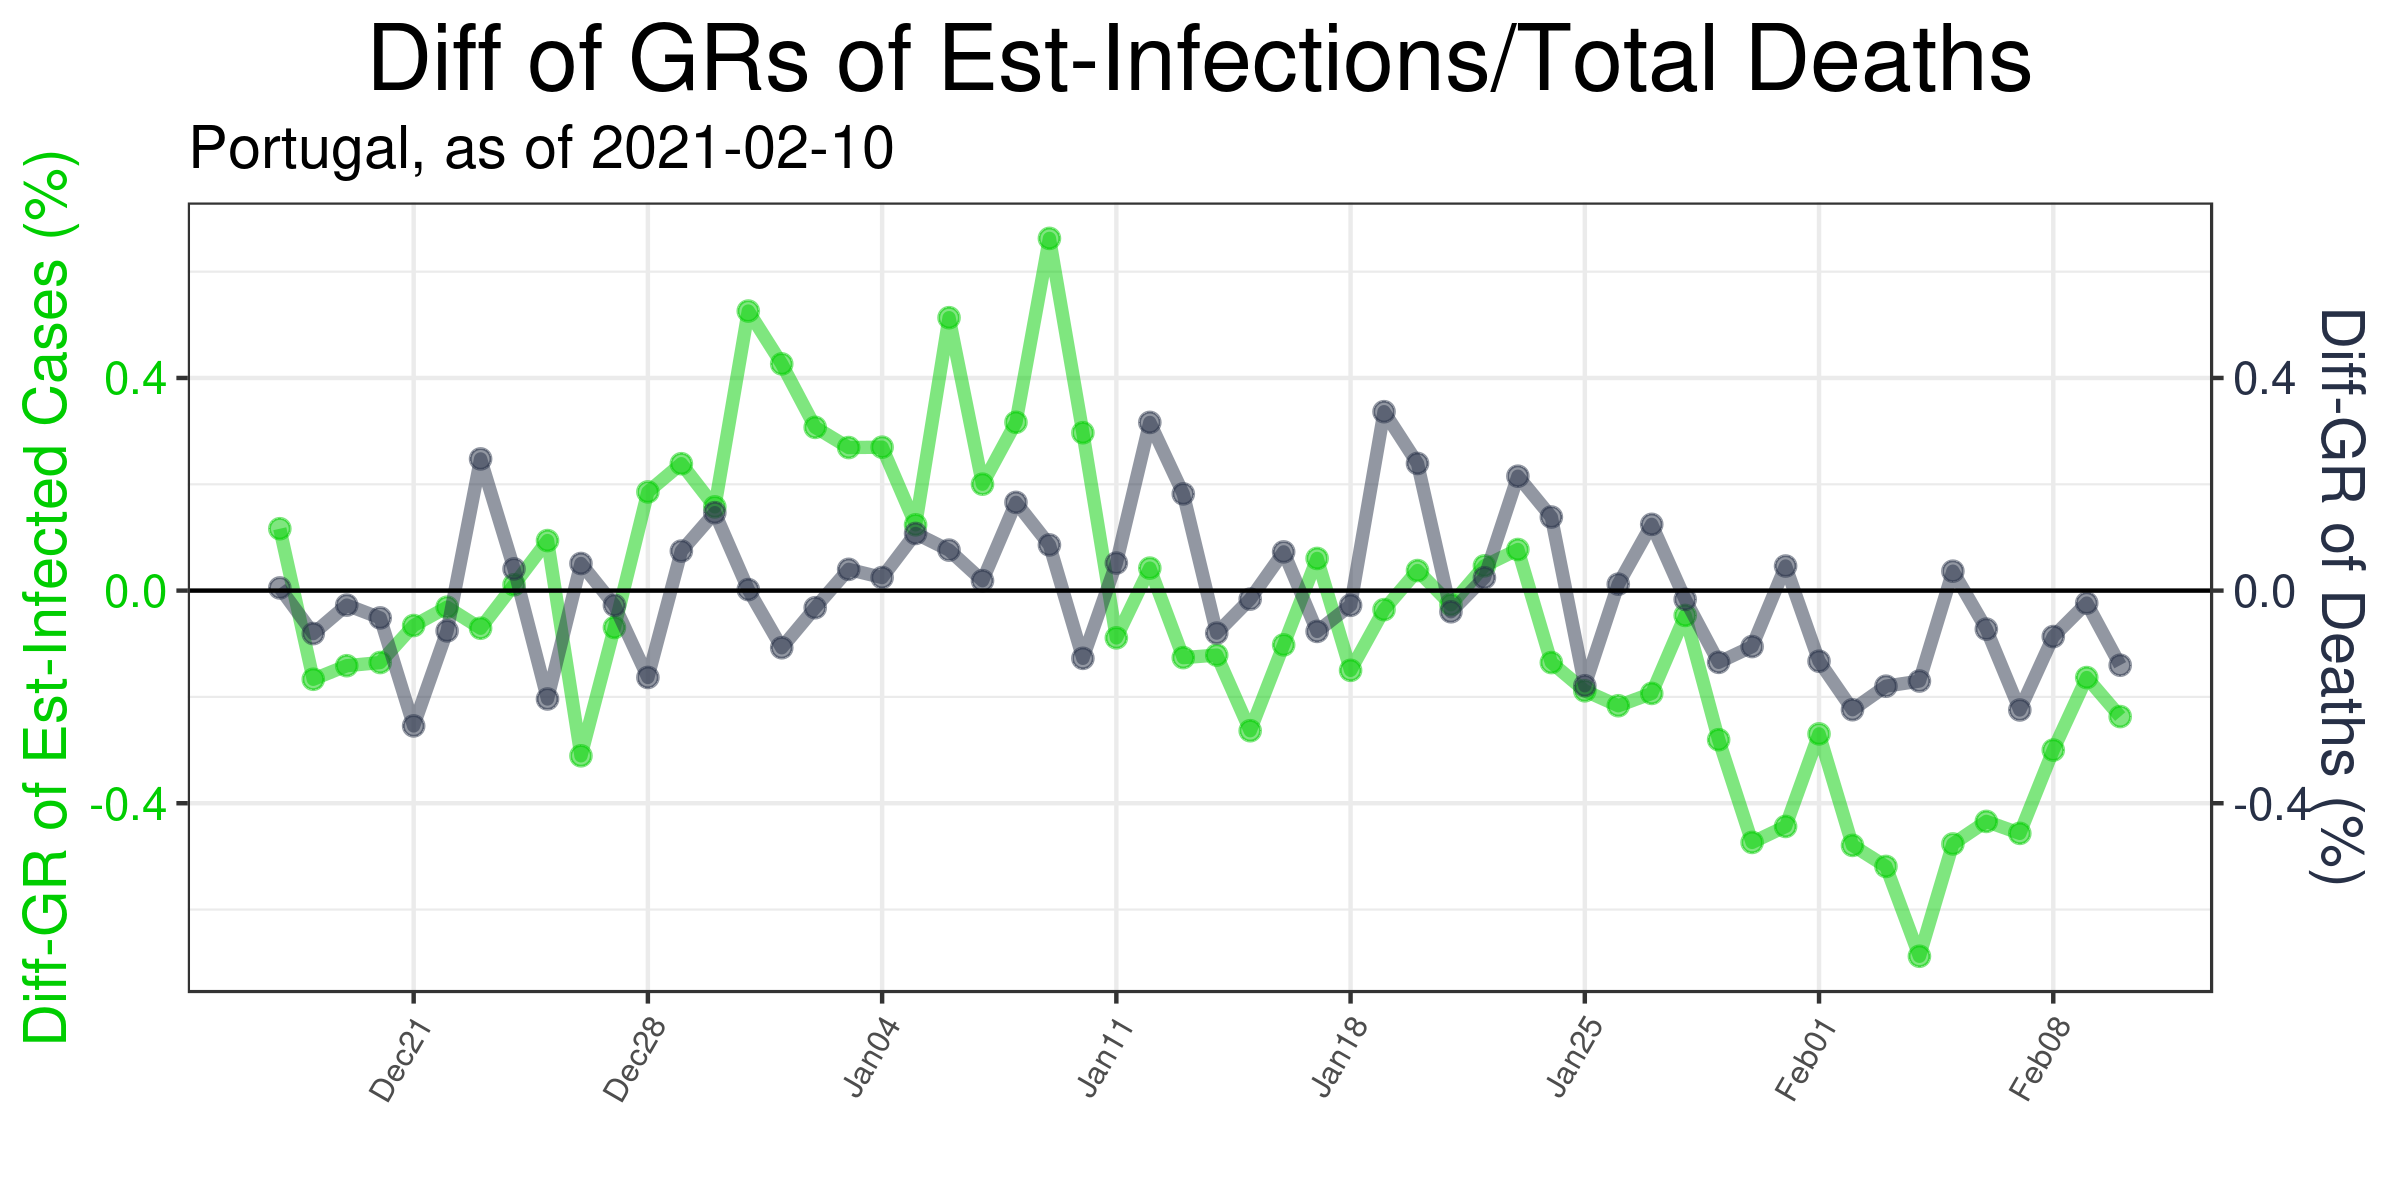 Diff of GRs of Est-Infections/Total Deaths
Portugal, as of 2021-02-10
Diff-GR of Est-Infected Cases (%)
0.4
0.0
-0.4
0.4
0.0
-0.4
Diff-GR of Deaths (%)
Dec21
Dec28
Jan04
Jan11
Jan18
Jan25
Feb01
Feb08